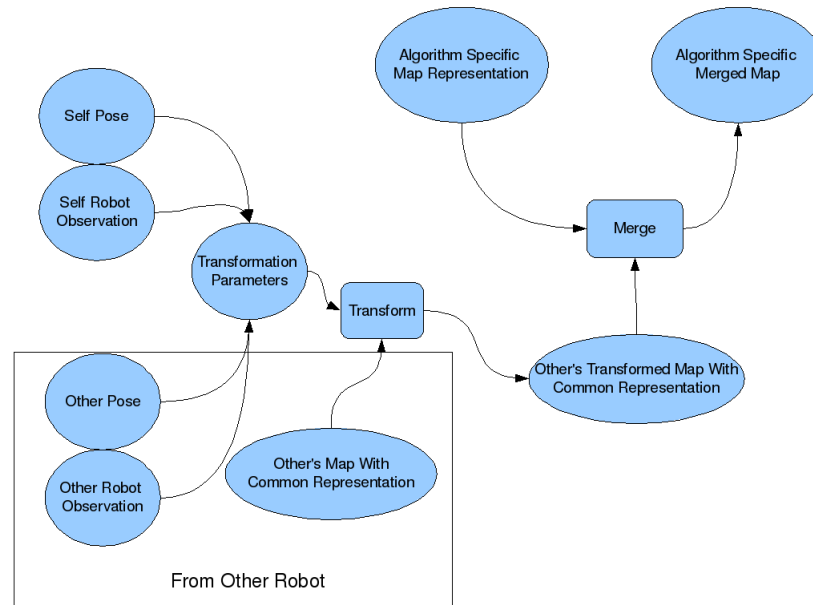 Algorithm Specific
Map Representation
Algorithm Specific
Merged Map
Self Pose
Self Robot
Observation
Merge
Transformation
Parameters
Transform
Other's Transformed Map With
Common Representation
Other Pose
Other's Map With
Common Representation
Other Robot
Observation
From Other Robot